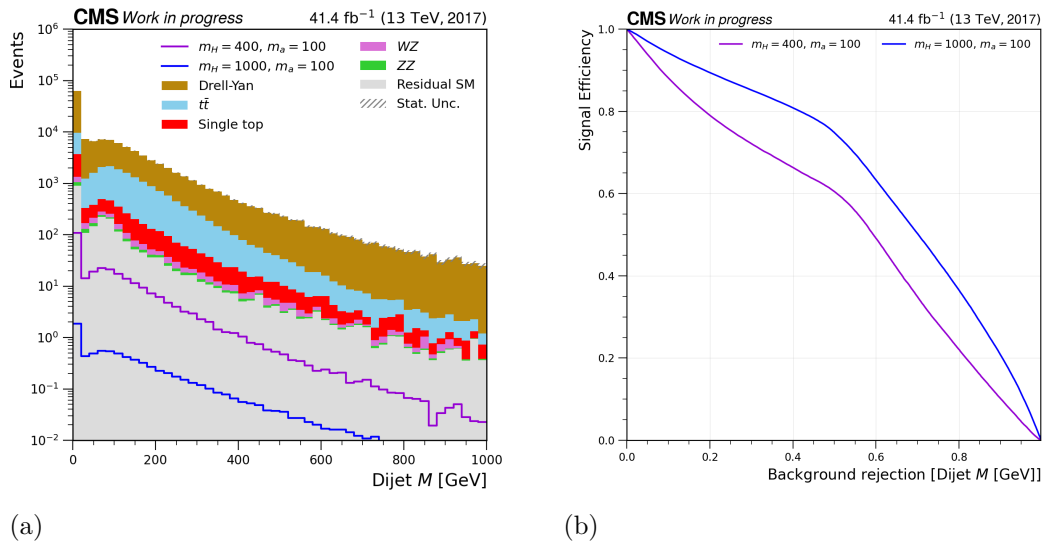 CMS Work in progress
41.4 fb⁻¹ (13 TeV, 2017)
Events
10⁶
10⁵
10⁴
10³
10²
10¹
10⁰
10⁻¹
10⁻²
m_H = 400, m_a = 100
m_H = 1000, m_a = 100
Drell-Yan
tt̄
Single top
WZ
ZZ
Residual SM
Stat. Unc.
0 200 400 600 800 1000
Dijet M [GeV]
(a)
CMS Work in progress
41.4 fb⁻¹ (13 TeV, 2017)
Signal Efficiency
1.0
0.8
0.6
0.4
0.2
0.0
m_H = 400, m_a = 100
m_H = 1000, m_a = 100
0.0 0.2 0.4 0.6 0.8
Background rejection [Dijet M [GeV]]
(b)